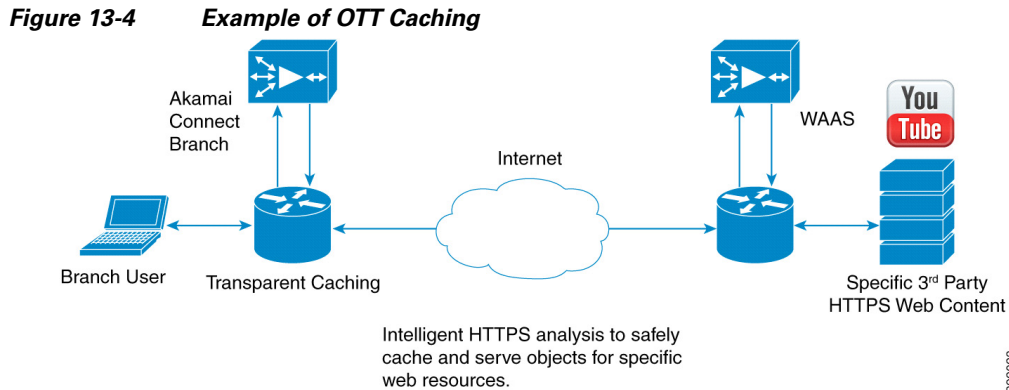 Figure 13-4 Example of OTT Caching
Akamai
Connect
Branch
WAAS
You
Tube
Internet
Branch User
Transparent Caching
Specific 3rd Party
HTTPS Web Content
Intelligent HTTPS analysis to safely
cache and serve objects for specific
web resources.